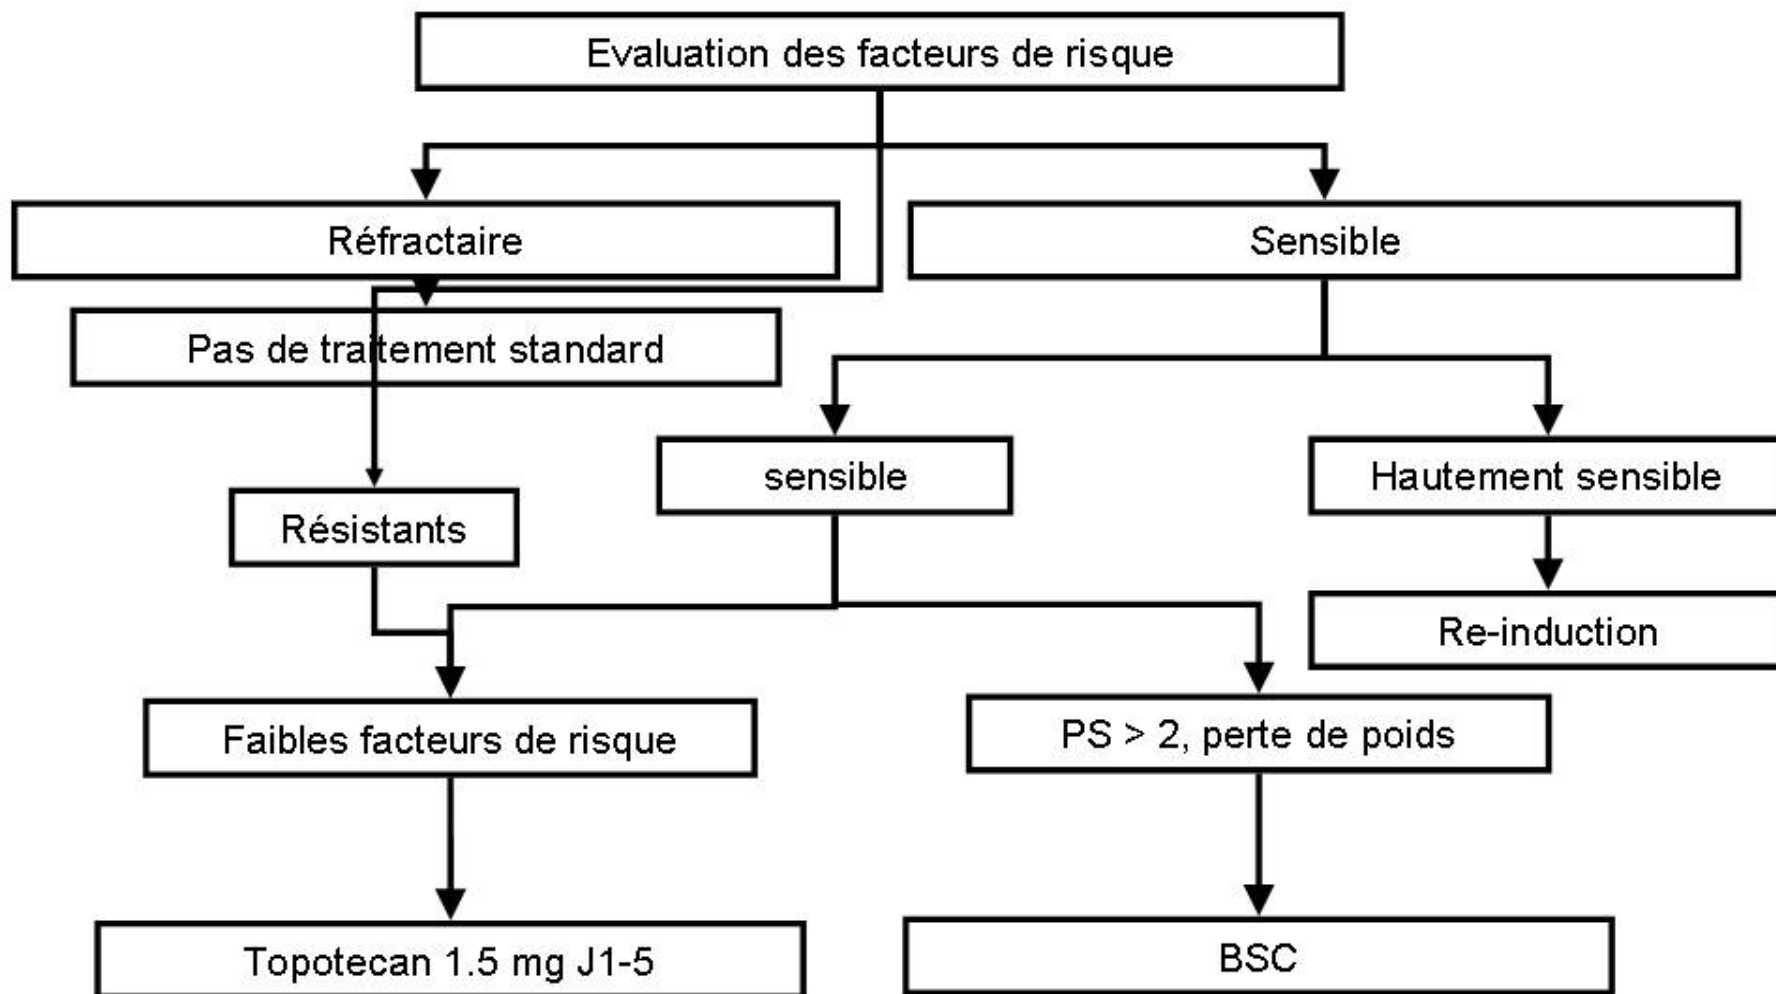 Evaluation des facteurs de risque
Réfractaire
Sensible
Pas de traitement standard
sensible
Hautement sensible
Résistants
Re-induction
Faibles facteurs de risque
PS > 2, perte de poids
Topotecan 1.5 mg J1-5
BSC